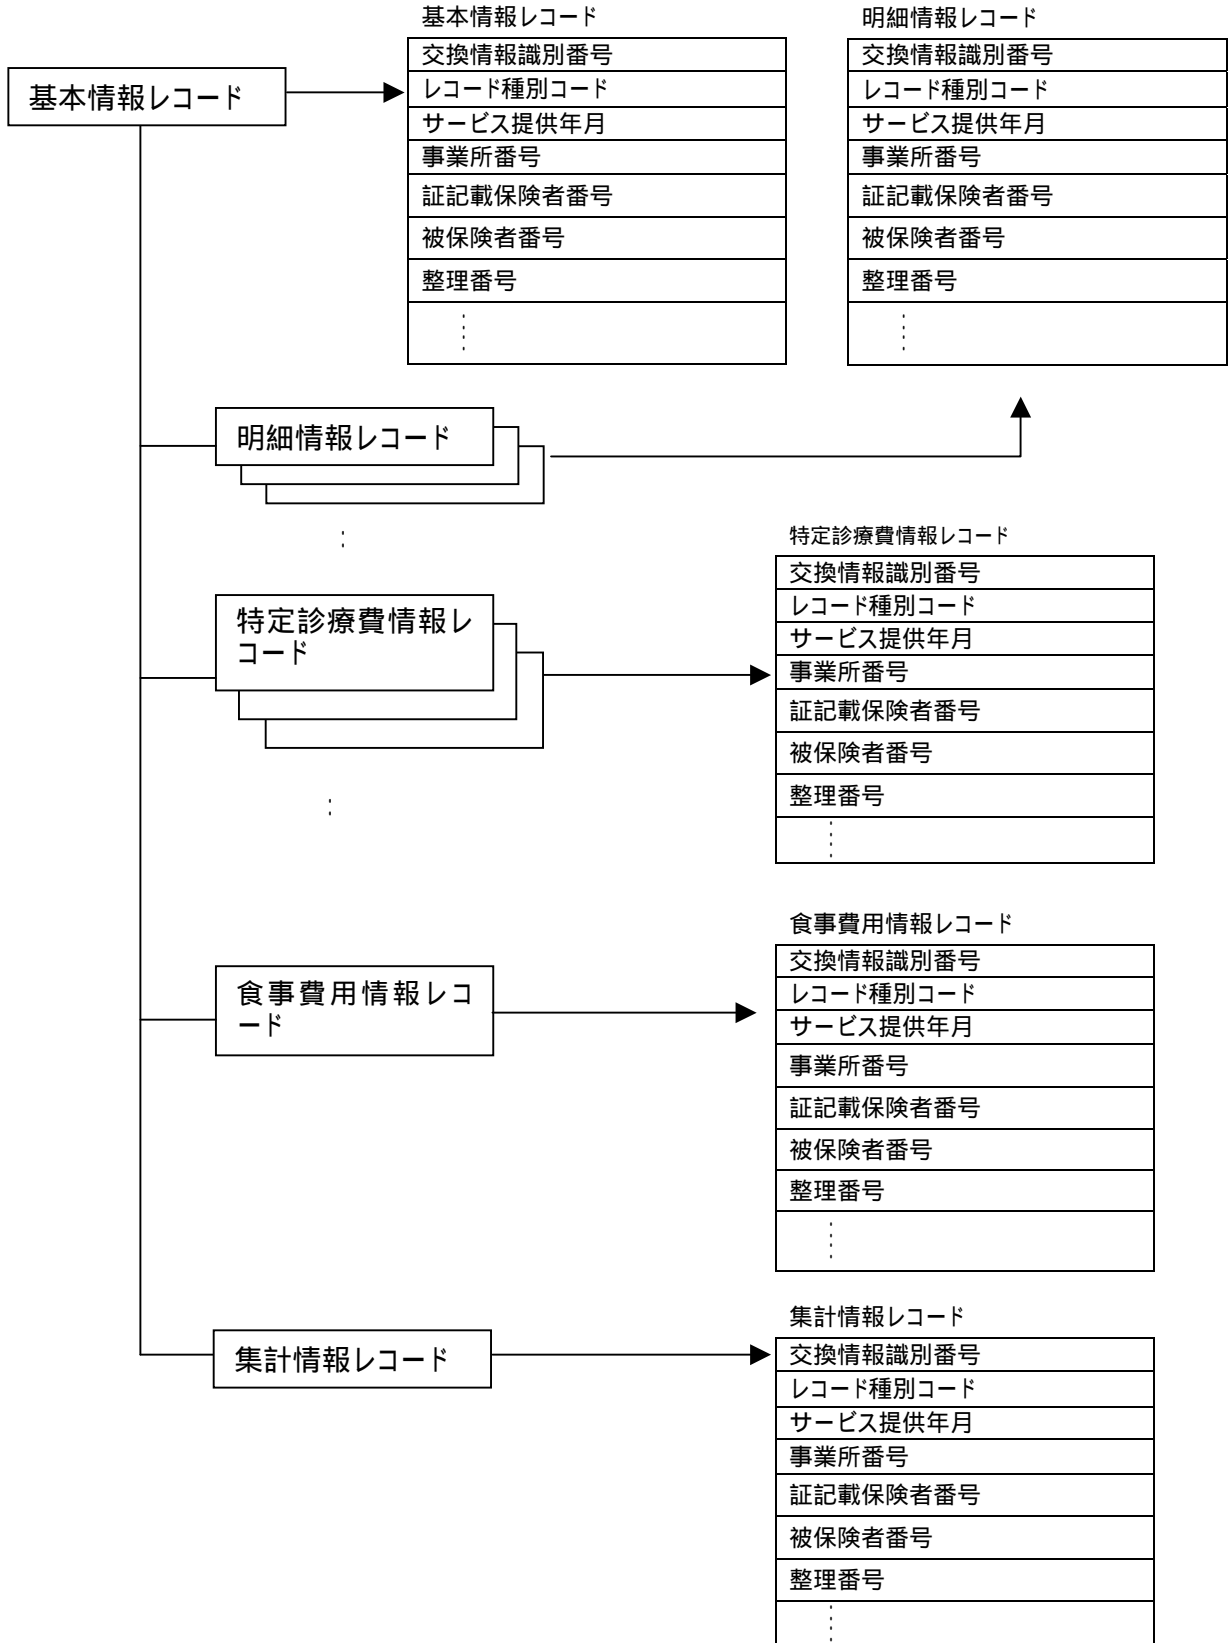 基本情報レコード
基本情報レコード
交換情報識別番号
レコード種別コード
サービス提供年月
事業所番号
証記載保険者番号
被保険者番号
整理番号
明細情報レコード
交換情報識別番号
レコード種別コード
サービス提供年月
事業所番号
証記載保険者番号
被保険者番号
整理番号
明細情報レコード
特定診療費情報レ
コード
特定診療費情報レコード
交換情報識別番号
レコード種別コード
サービス提供年月
事業所番号
証記載保険者番号
被保険者番号
整理番号
食事費用情報レコ
ード
食事費用情報レコード
交換情報識別番号
レコード種別コード
サービス提供年月
事業所番号
証記載保険者番号
被保険者番号
整理番号
集計情報レコード
集計情報レコード
交換情報識別番号
レコード種別コード
サービス提供年月
事業所番号
証記載保険者番号
被保険者番号
整理番号